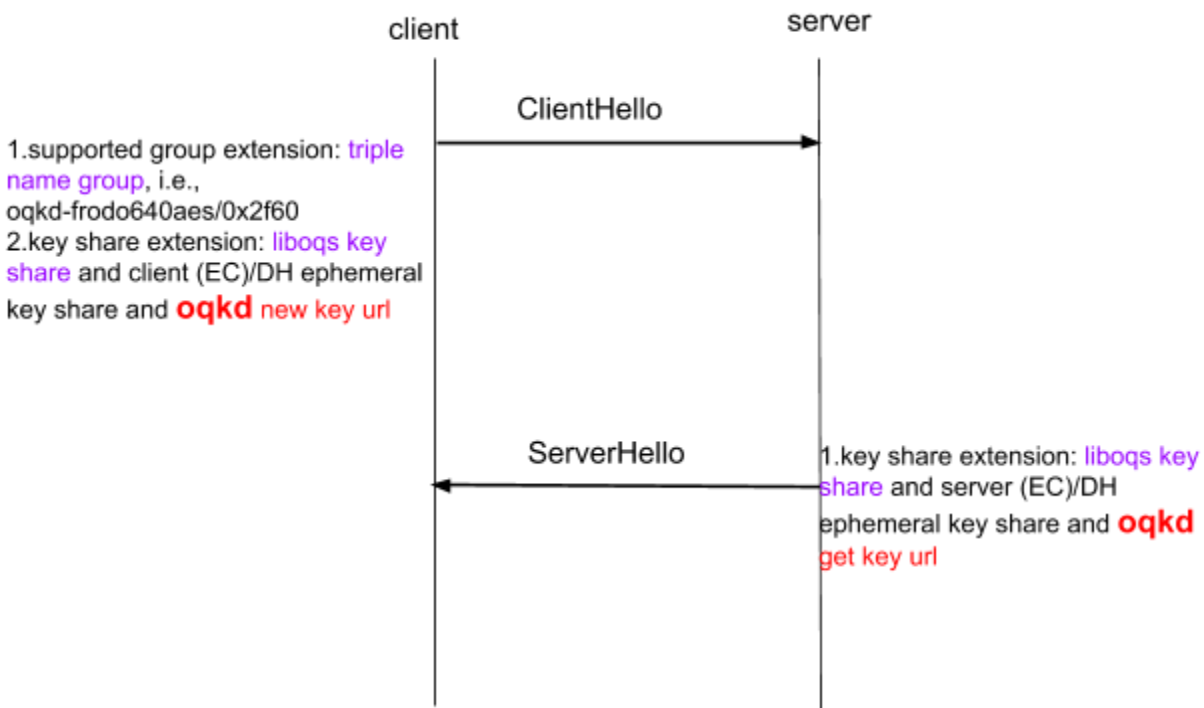 client
server
ClientHello
1.supported group extension: triple
name group, i.e.,
oqkd-frodo640aes/0x2f60
2.key share extension: liboqs key
share and client (EC)/DH ephemeral
key share and oqkd new key url
ServerHello
1.key share extension: liboqs key
share and server (EC)/DH
ephemeral key share and oqkd
get key url